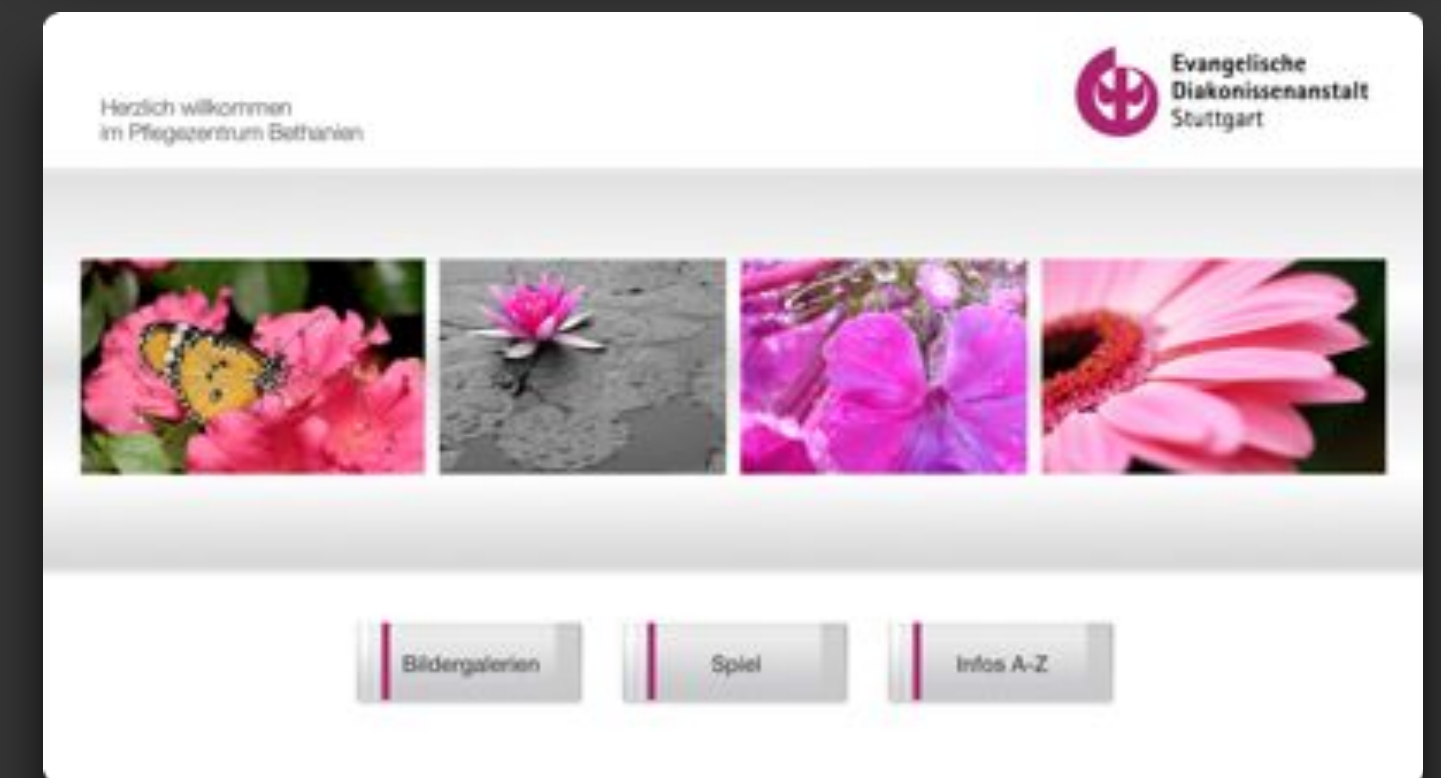 Herzlich willkommen
im Pflegezentrum Bethanien
Evangelische
Diakonissenanstalt
Stuttgart
Bildergalerien
Spiel
Infos A-Z